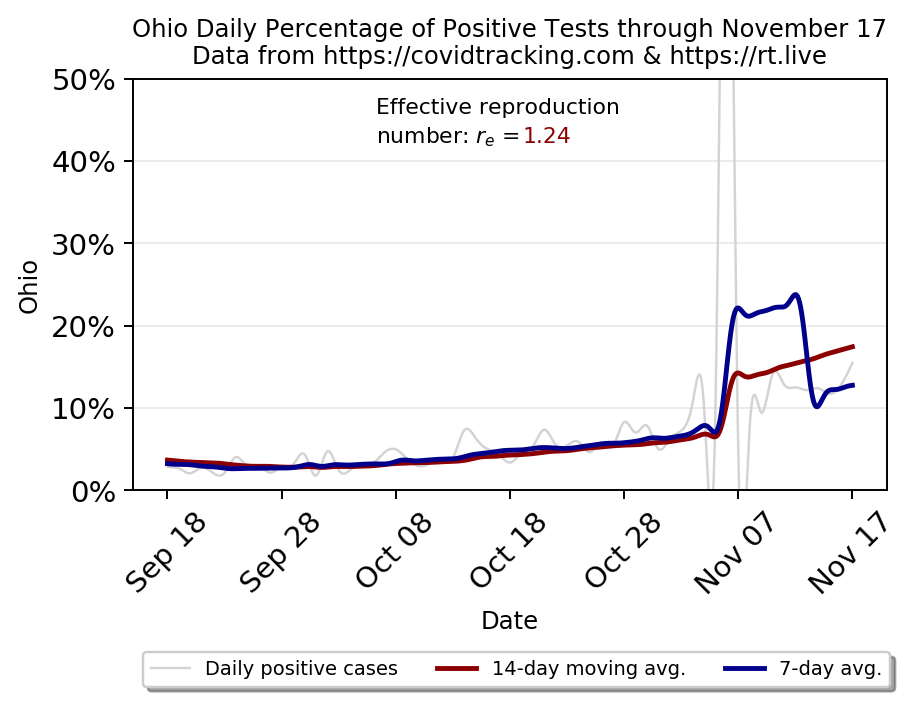 Ohio Daily Percentage of Positive Tests through November 17
Data from https://covidtracking.com & https://rt.live
50%
Effective reproduction
number: rₑ =1.24
40%
30%
Ohio
20%
10%
0%
Sep 18
Sep 28
Oct 08
Oct 18
Oct 28
Nov 07
Nov 17
Date
Daily positive cases
14-day moving avg.
7-day avg.